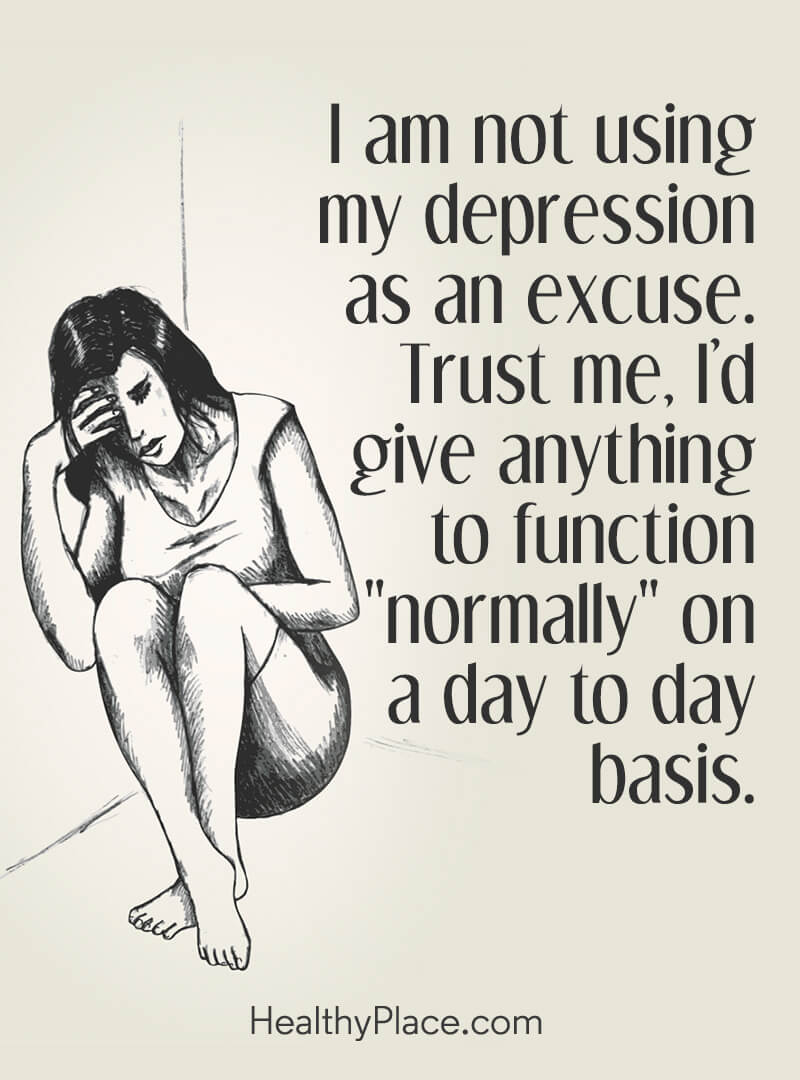 I am not using
my depression
as an excuse.
Trust me, I’d
give anything
to function
"normally" on
a day to day
basis.
HealthyPlace.com